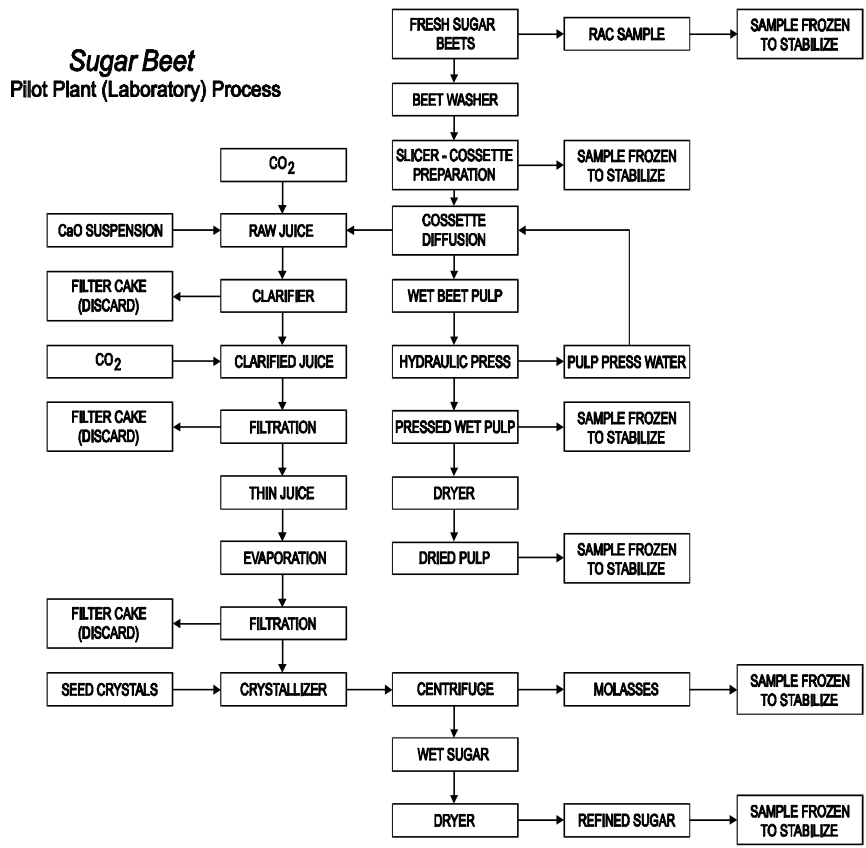 Sugar Beet
Pilot Plant (Laboratory) Process
FRESH SUGAR
BEETS
RAC SAMPLE
SAMPLE FROZEN
TO STABILIZE
BEET WASHER
SLICER - COSSETTE
PREPARATION
SAMPLE FROZEN
TO STABILIZE
CO2
CaO SUSPENSION
RAW JUICE
COSSETTE
DIFFUSION
FILTER CAKE
(DISCARD)
CLARIFIER
WET BEET PULP
CO2
CLARIFIED JUICE
HYDRAULIC PRESS
PULP PRESS WATER
FILTER CAKE
(DISCARD)
FILTRATION
PRESSED WET PULP
SAMPLE FROZEN
TO STABILIZE
THIN JUICE
DRYER
EVAPORATION
DRIED PULP
SAMPLE FROZEN
TO STABILIZE
FILTER CAKE
(DISCARD)
FILTRATION
SEED CRYSTALS
CRYSTALLIZER
CENTRIFUGE
MOLASSES
SAMPLE FROZEN
TO STABILIZE
WET SUGAR
DRYER
REFINED SUGAR
SAMPLE FROZEN
TO STABILIZE